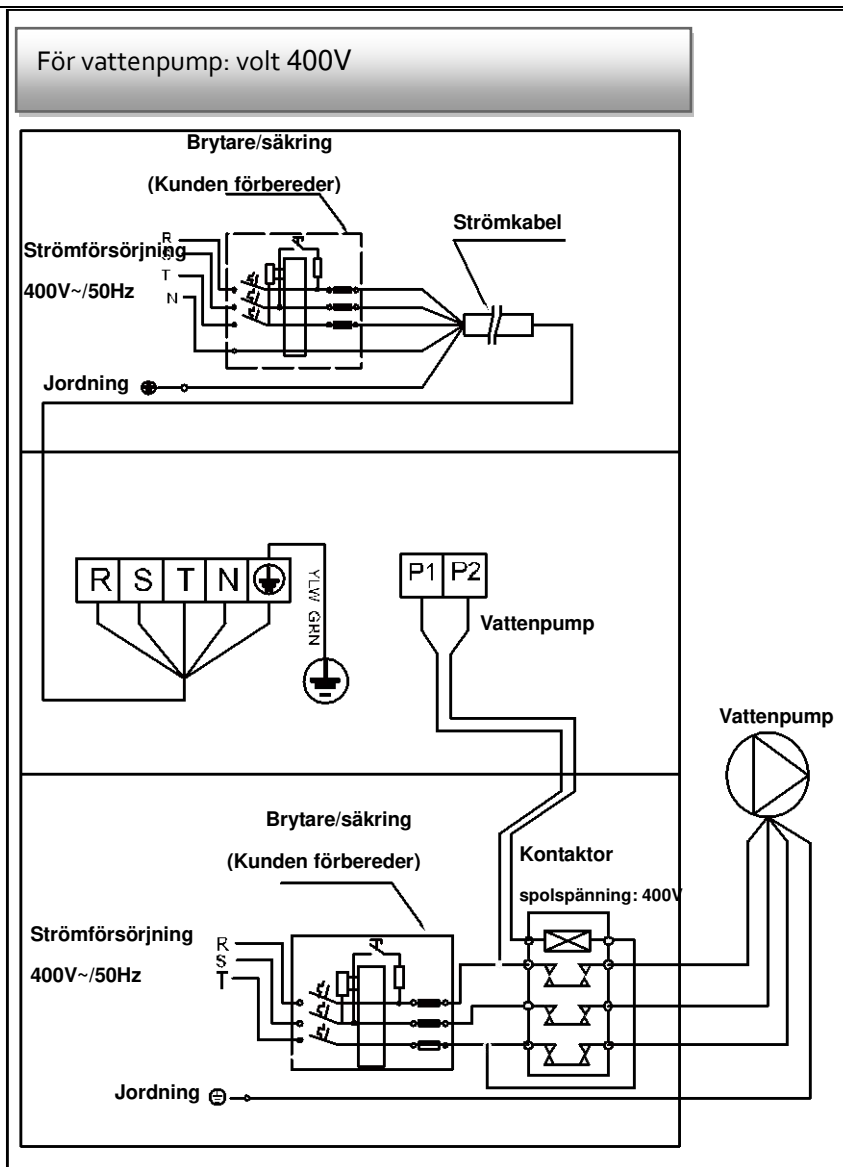 För vattenpump: volt 400V
Brytare/säkring
(Kunden förbereder)
Strömkabel
R
Strömförsörjning
S
T
400V~/50Hz
N
Jordning
R S T N
YLW GRN
P1 P2
Vattenpump
Vattenpump
Brytare/säkring
(Kunden förbereder)
Kontaktor
spolspänning: 400V
Strömförsörjning
R
S
400V~/50Hz
T
Jordning